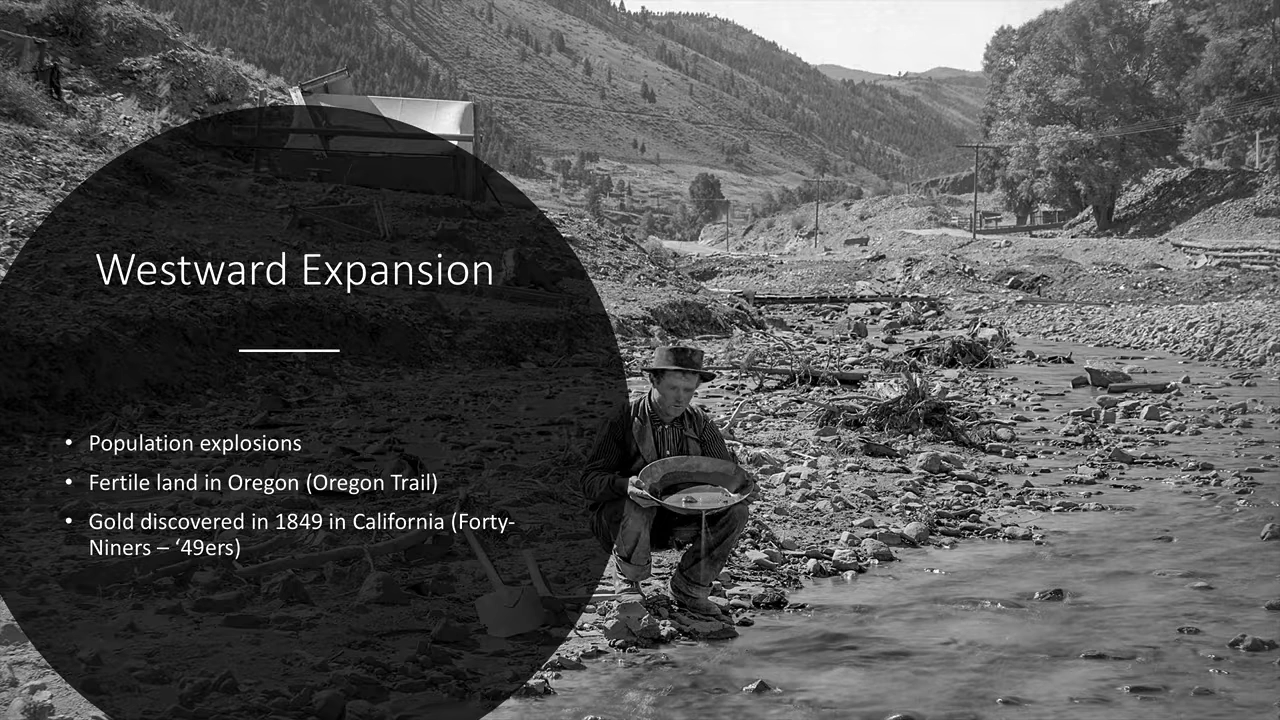 Westward Expansion
• Population explosions
• Fertile land in Oregon (Oregon Trail)
• Gold discovered in 1849 in California (Forty-
Niners – ‘49ers)